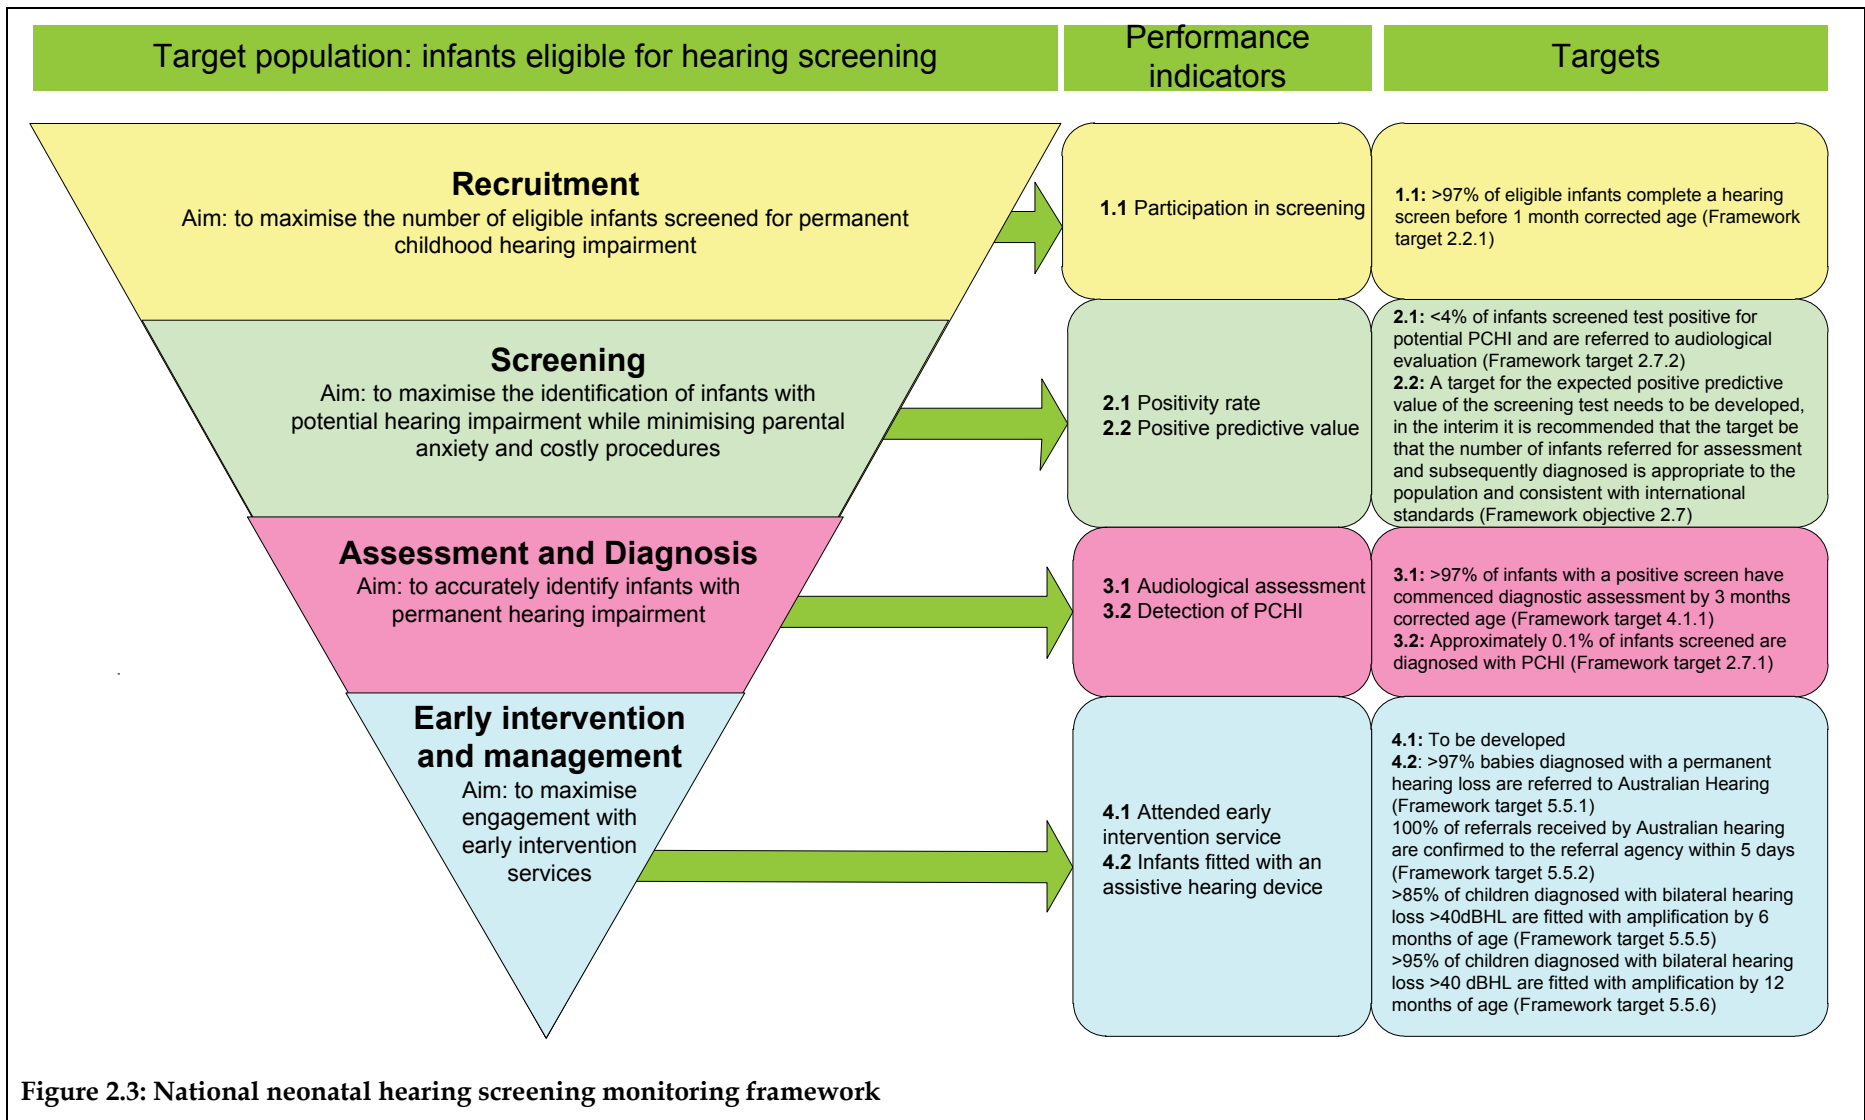 Target population: infants eligible for hearing screening
Performance
indicators
Targets
Recruitment
Aim: to maximise the number of eligible infants screened for permanent
childhood hearing impairment
1.1 Participation in screening
1.1: >97% of eligible infants complete a hearing
screen before 1 month corrected age (Framework
target 2.2.1)
Screening
Aim: to maximise the identification of infants with
potential hearing impairment while minimising parental
anxiety and costly procedures
2.1 Positivity rate
2.2 Positive predictive value
2.1: <4% of infants screened test positive for
potential PCHI and are referred to audiological
evaluation (Framework target 2.7.2)
2.2: A target for the expected positive predictive
value of the screening test needs to be developed,
in the interim it is recommended that the target be
that the number of infants referred for assessment
and subsequently diagnosed is appropriate to the
population and consistent with international
standards (Framework objective 2.7)
Assessment and Diagnosis
Aim: to accurately identify infants with
permanent hearing impairment
3.1 Audiological assessment
3.2 Detection of PCHI
3.1: >97% of infants with a positive screen have
commenced diagnostic assessment by 3 months
corrected age (Framework target 4.1.1)
3.2: Approximately 0.1% of infants screened are
diagnosed with PCHI (Framework target 2.7.1)
Early intervention
and management
Aim: to maximise
engagement with
early intervention
services
4.1 Attended early
intervention service
4.2 Infants fitted with an
assistive hearing device
4.1: To be developed
4.2: >97% babies diagnosed with a permanent
hearing loss are referred to Australian Hearing
(Framework target 5.5.1)
100% of referrals received by Australian hearing
are confirmed to the referral agency within 5 days
(Framework target 5.5.2)
>85% of children diagnosed with bilateral hearing
loss >40dBHL are fitted with amplification by 6
months of age (Framework target 5.5.5)
>95% of children diagnosed with bilateral hearing
loss >40 dBHL are fitted with amplification by 12
months of age (Framework target 5.5.6)
Figure 2.3: National neonatal hearing screening monitoring framework